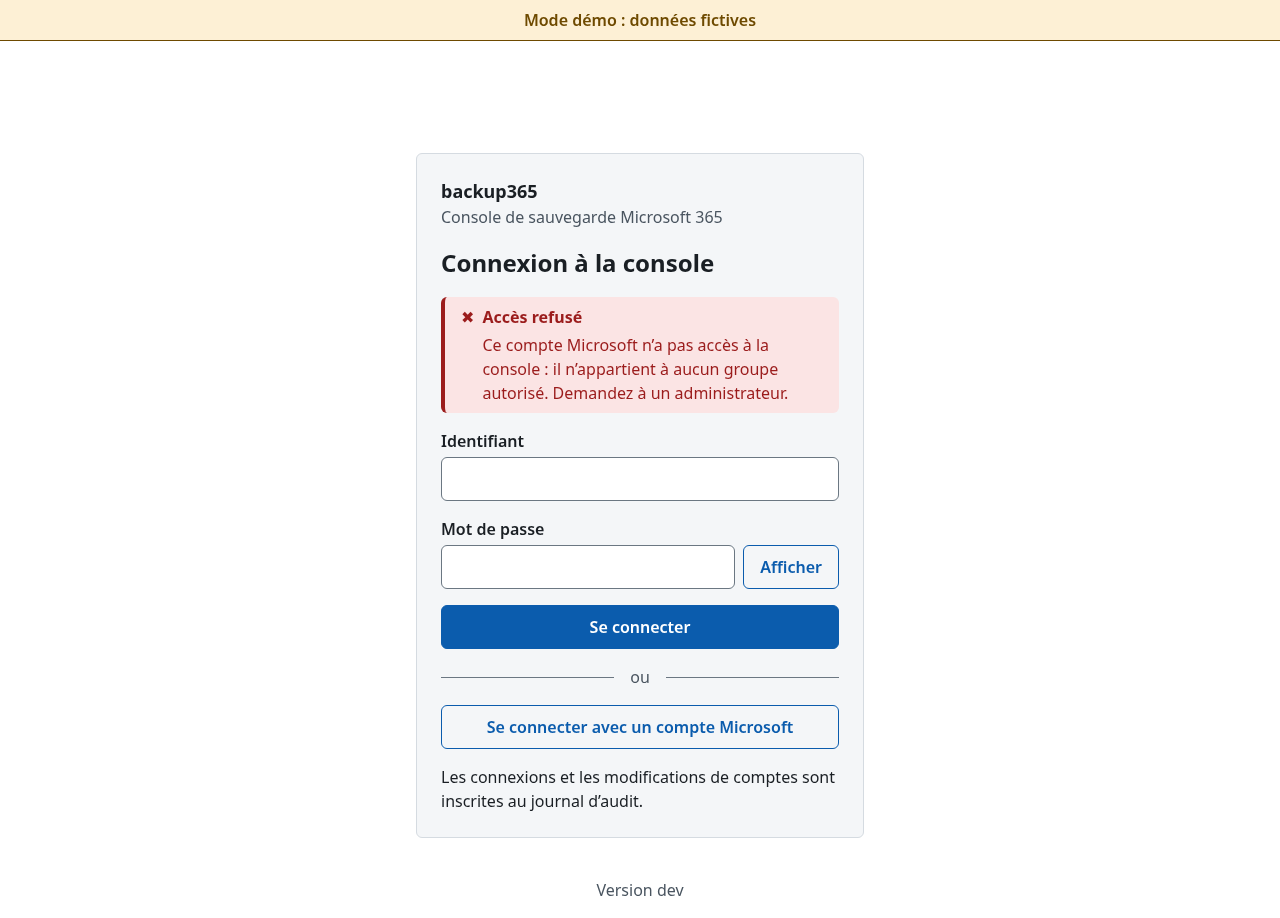 Mode démo : données fictives
backup365
Console de sauvegarde Microsoft 365
Connexion à la console
✖ Accès refusé
Ce compte Microsoft n’a pas accès à la
console : il n’appartient à aucun groupe
autorisé. Demandez à un administrateur.
Identifiant
Mot de passe
Afficher
Se connecter
ou
Se connecter avec un compte Microsoft
Les connexions et les modifications de comptes sont
inscrites au journal d’audit.
Version dev